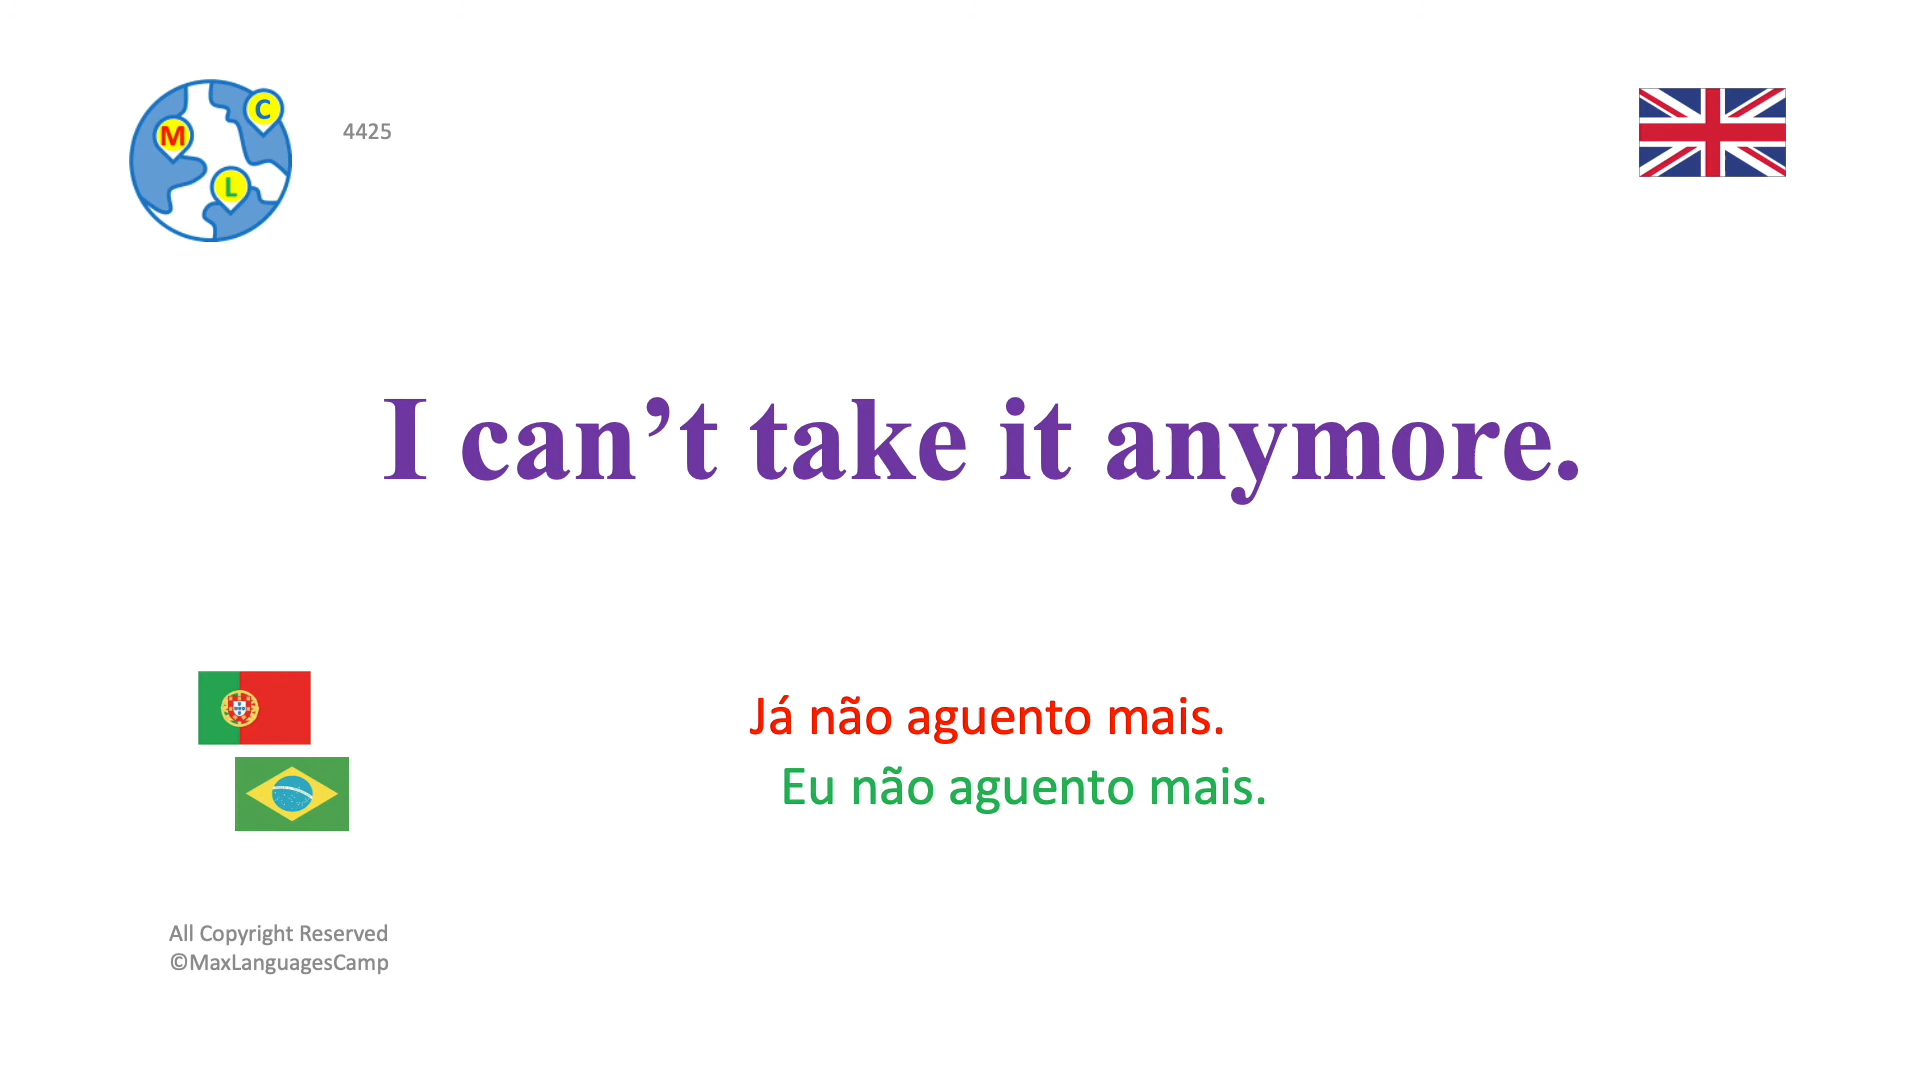 M
C
L
4425
I can’t take it anymore.
Já não aguento mais.
Eu não aguento mais.
All Copyright Reserved
©MaxLanguagesCamp